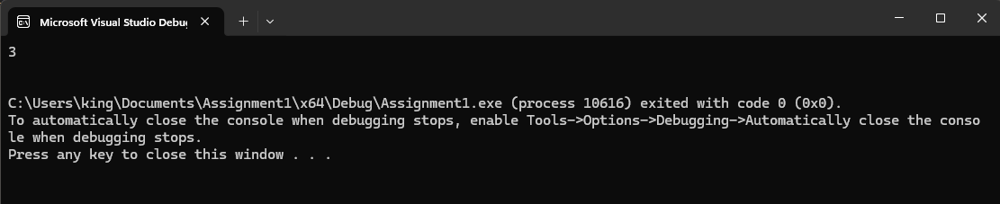 Microsoft Visual Studio Debug
3
C:\Users\king\Documents\Assignment1\x64\Debug\Assignment1.exe (process 10616) exited with code 0 (0x0).
To automatically close the console when debugging stops, enable Tools->Options->Debugging->Automatically close the conso
le when debugging stops.
Press any key to close this window . . .